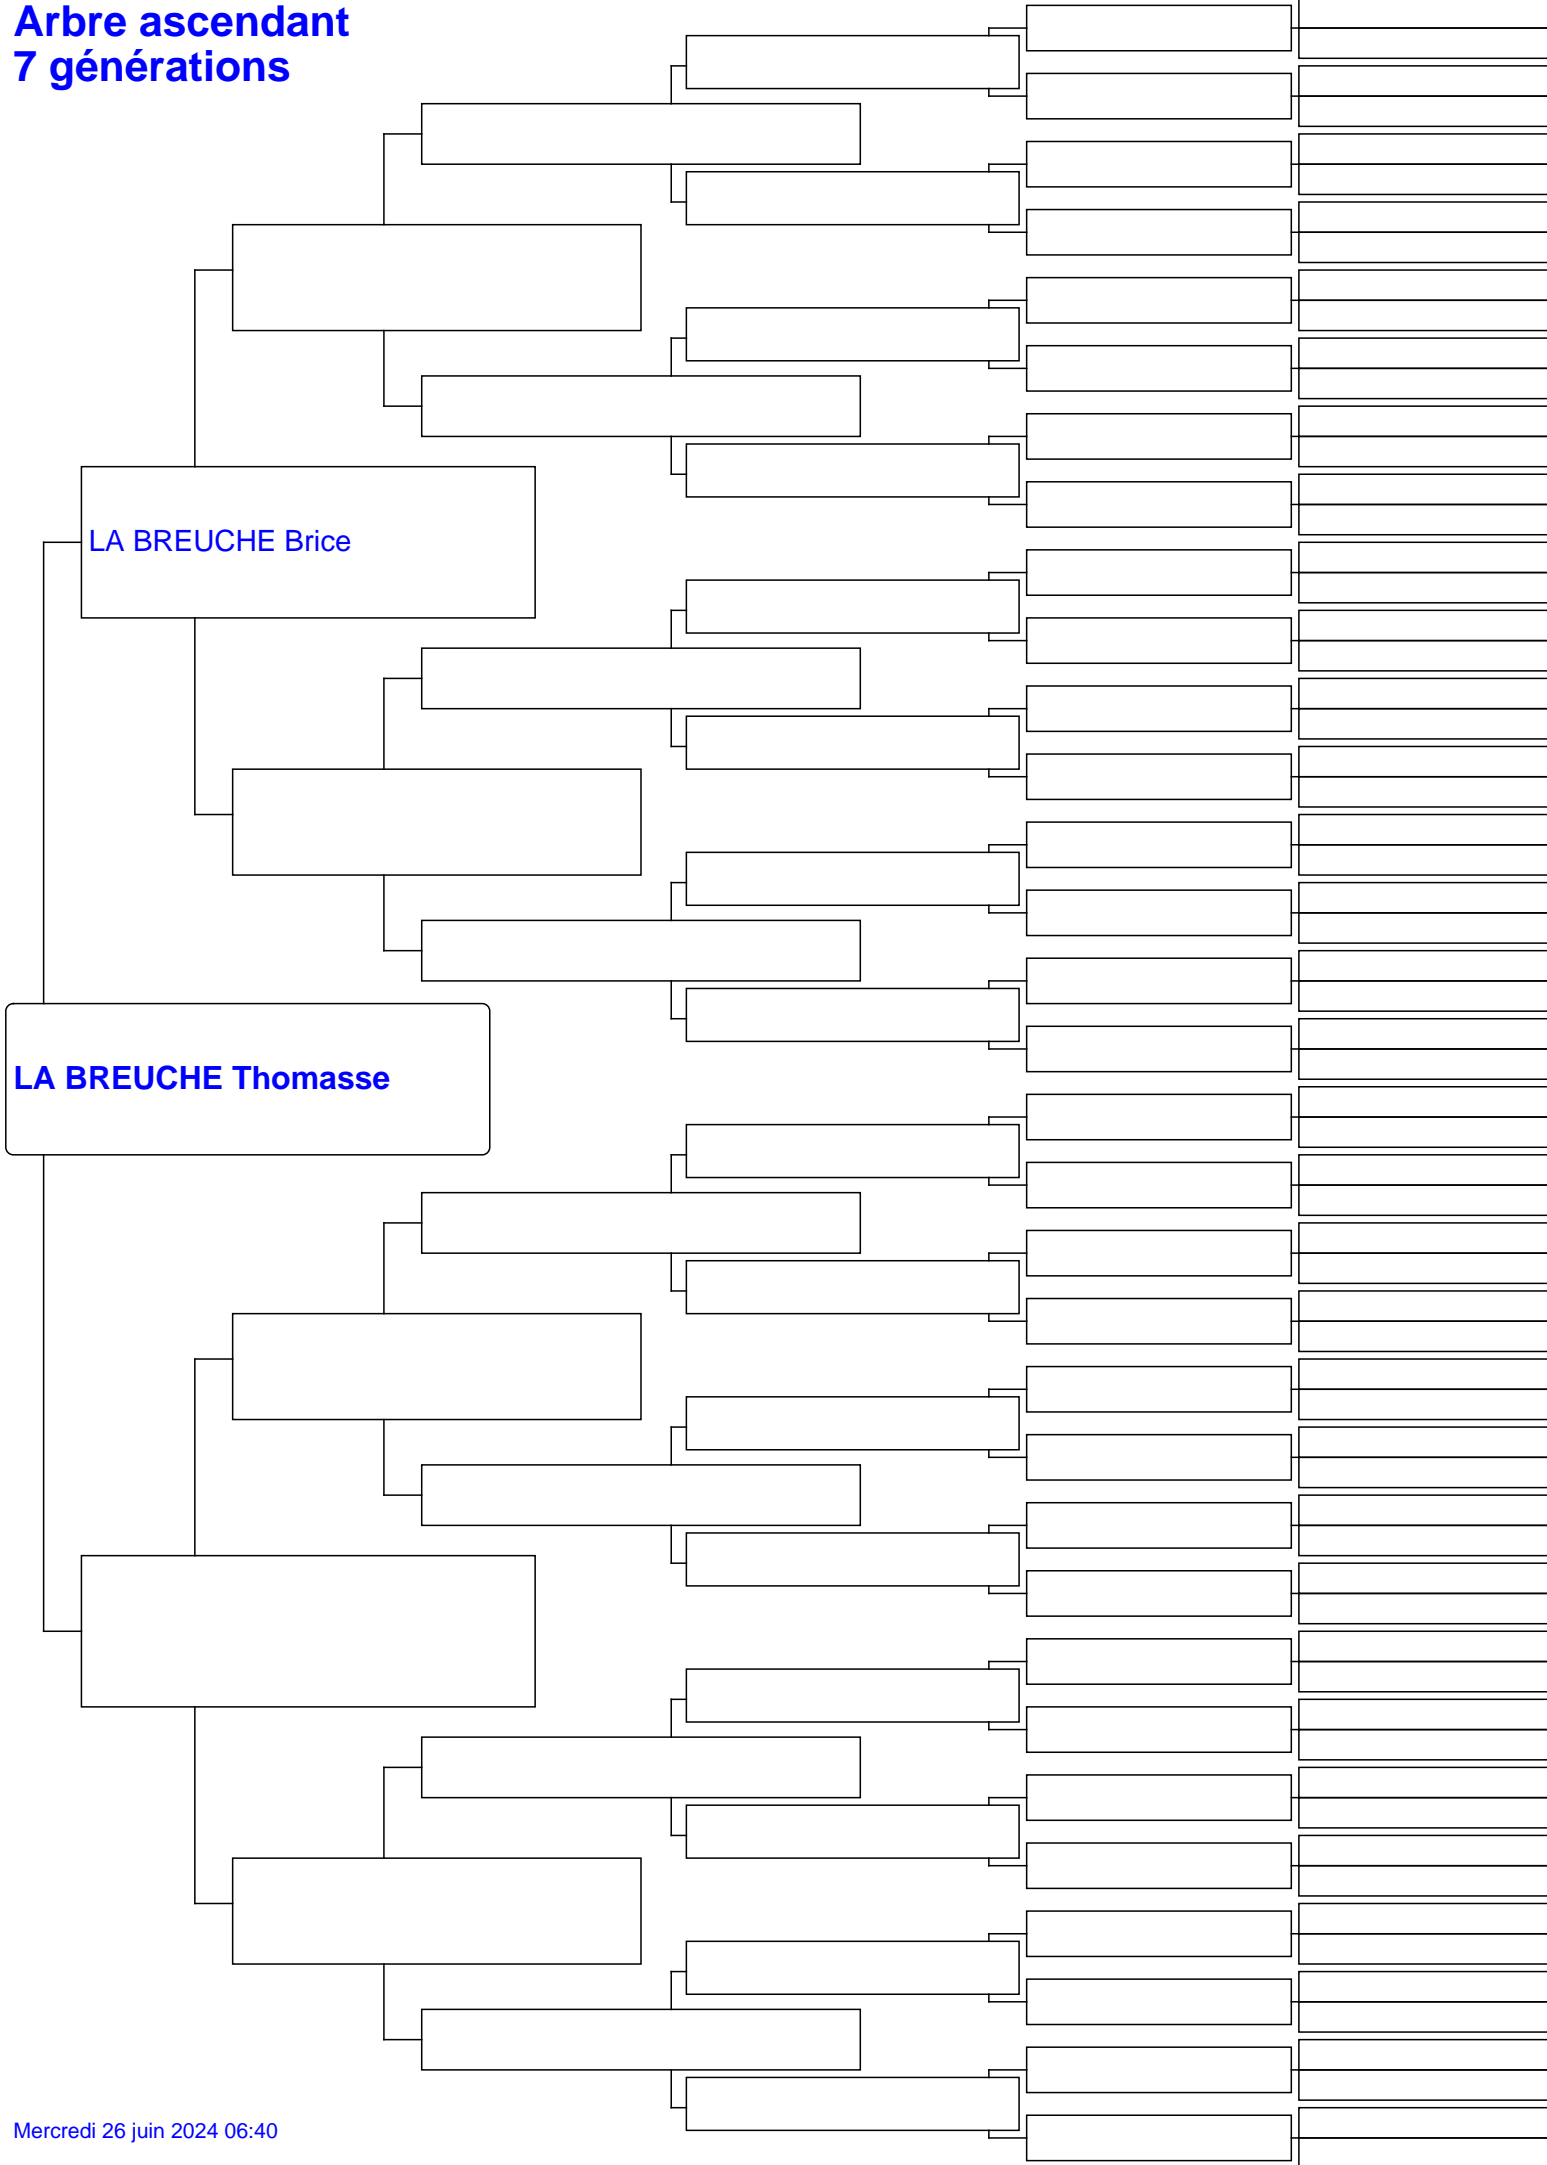 Arbre ascendant
7 générations
LA BREUCHE Brice
LA BREUCHE Thomasse
Mercredi 26 juin 2024 06:40